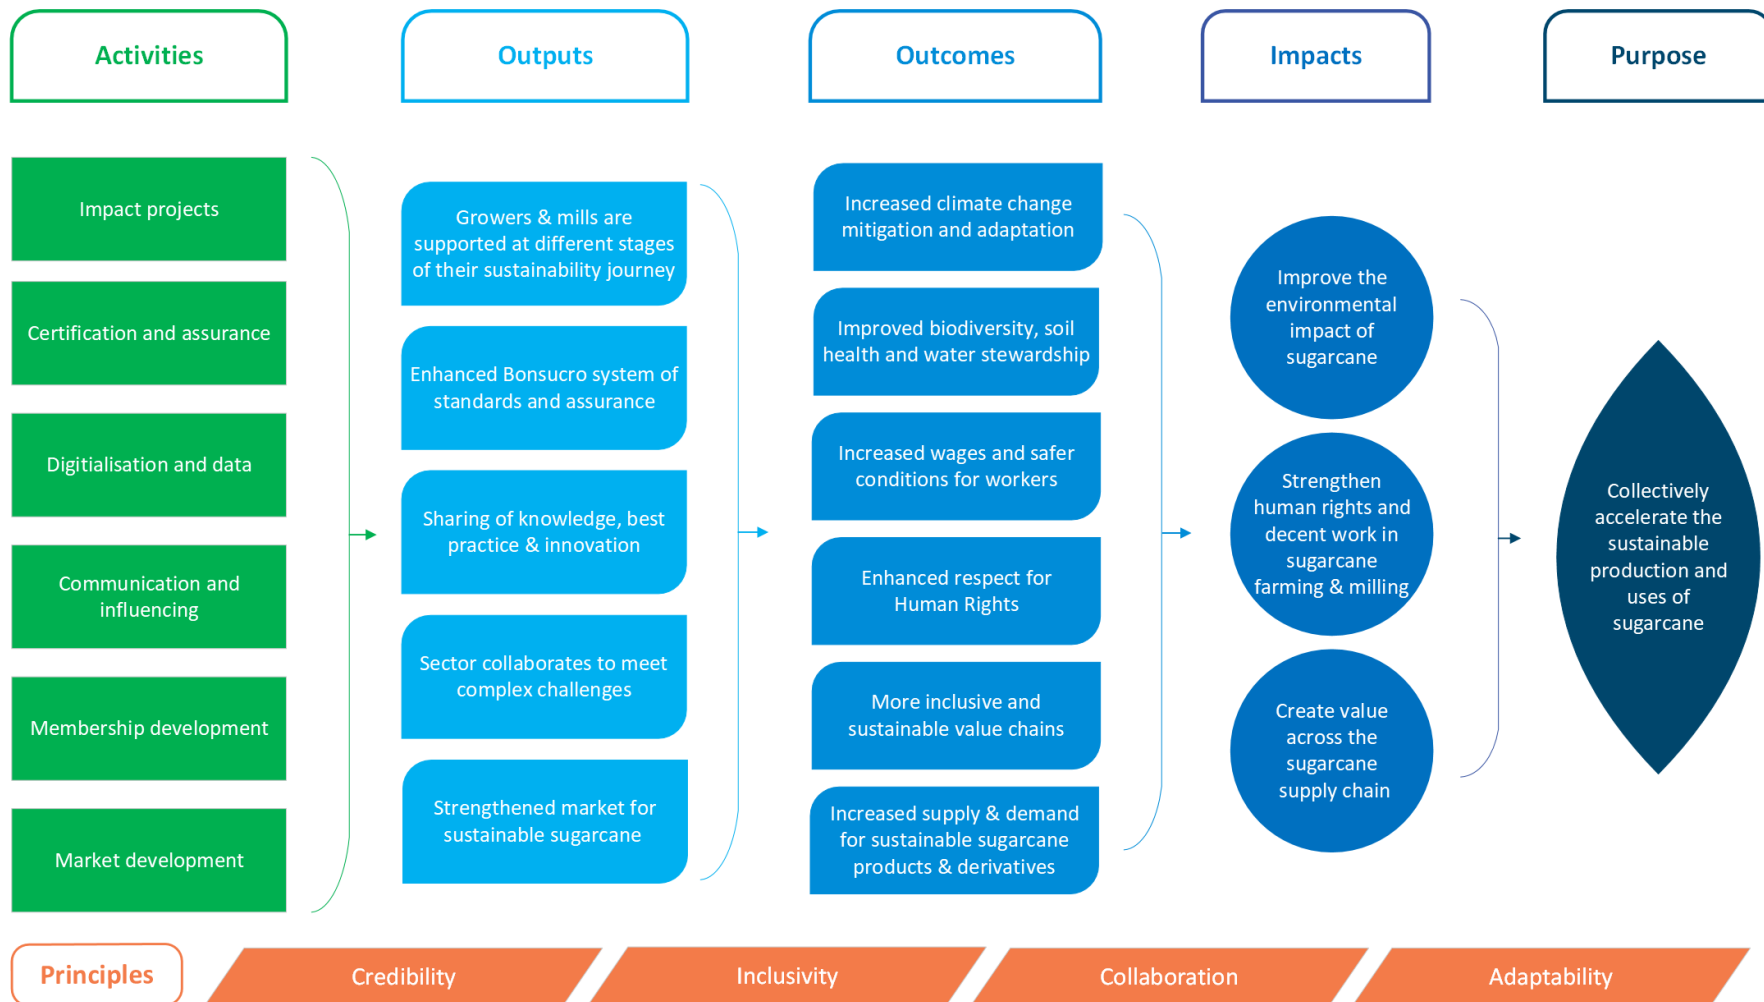 Activities
Outputs
Outcomes
Impacts
Purpose
Impact projects
Certification and assurance
Digitialisation and data
Communication and
influencing
Membership development
Market development
Growers & mills are
supported at different stages
of their sustainability journey
Enhanced Bonsucro system of
standards and assurance
Sharing of knowledge, best
practice & innovation
Sector collaborates to meet
complex challenges
Strengthened market for
sustainable sugarcane
Increased climate change
mitigation and adaptation
Improved biodiversity, soil
health and water stewardship
Increased wages and safer
conditions for workers
Enhanced respect for
Human Rights
More inclusive and
sustainable value chains
Increased supply & demand
for sustainable sugarcane
products & derivatives
Improve the
environmental
impact of
sugarcane
Strengthen
human rights and
decent work in
sugarcane
farming & milling
Create value
across the
sugarcane
supply chain
Collectively
accelerate the
sustainable
production and
uses of
sugarcane
Principles
Credibility
Inclusivity
Collaboration
Adaptability